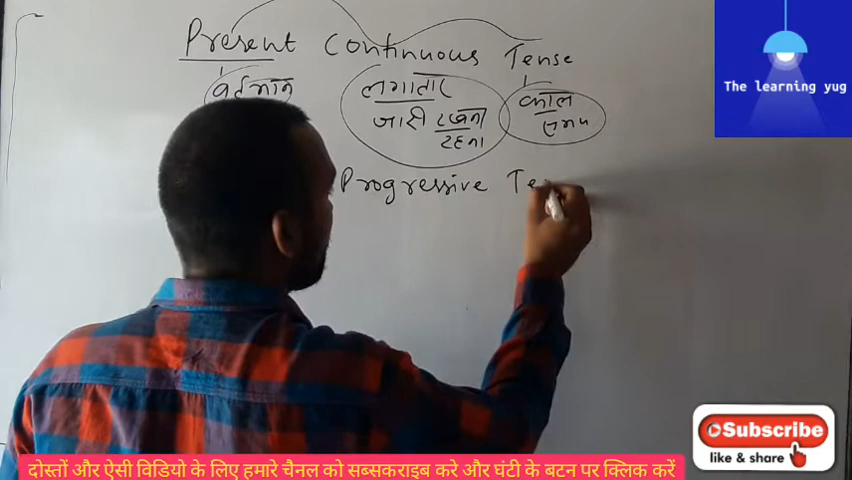 Present Continuous Tense
वर्तमान लगातार काल
जारी रखना समय
रहना
Progressive Te
The learning yug
Subscribe
like & share
दोस्तों और ऐसी विडियो के लिए हमारे चैनल को सब्सकराइब करे और घंटी के बटन पर क्लिक करें